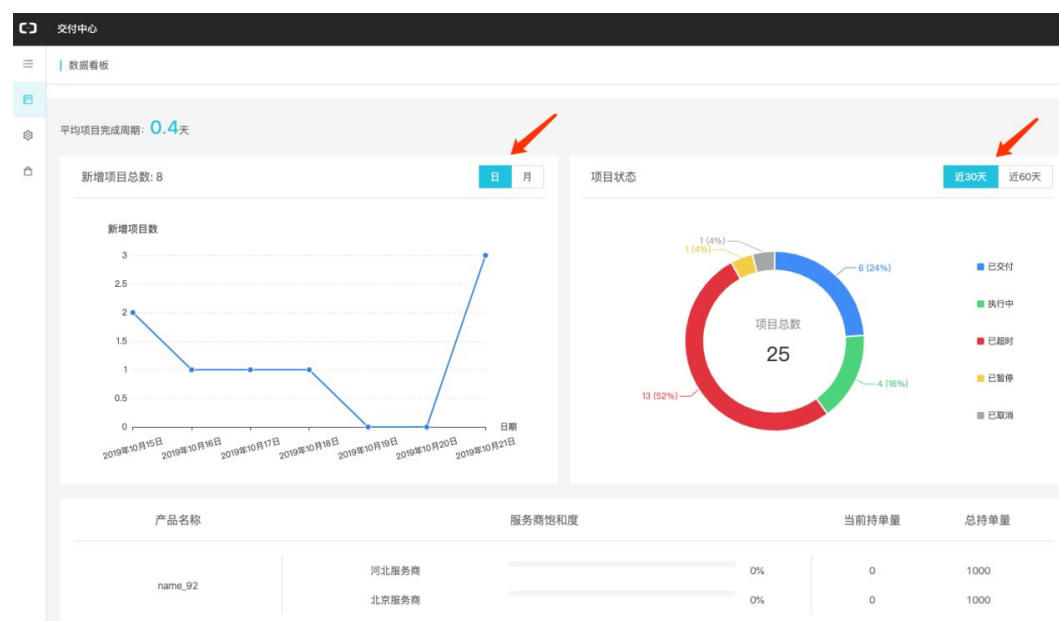 交付中心
数据看板
平均项目完成周期: 0.4天
新增项目总数: 8
日 月
新增项目数
3
2.5
2
1.5
1
0.5
0
日期
2019年10月15日 2019年10月16日 2019年10月17日 2019年10月18日 2019年10月19日 2019年10月20日 2019年10月21日
项目状态
近30天 近60天
1 (4%)
1 (4%)
6 (24%)
4 (16%)
13 (52%)
项目总数
25
已交付
执行中
已超时
已暂停
已取消
产品名称 服务商饱和度 当前持单量 总持单量
name_92
河北服务商 0% 0 1000
北京服务商 0% 0 1000